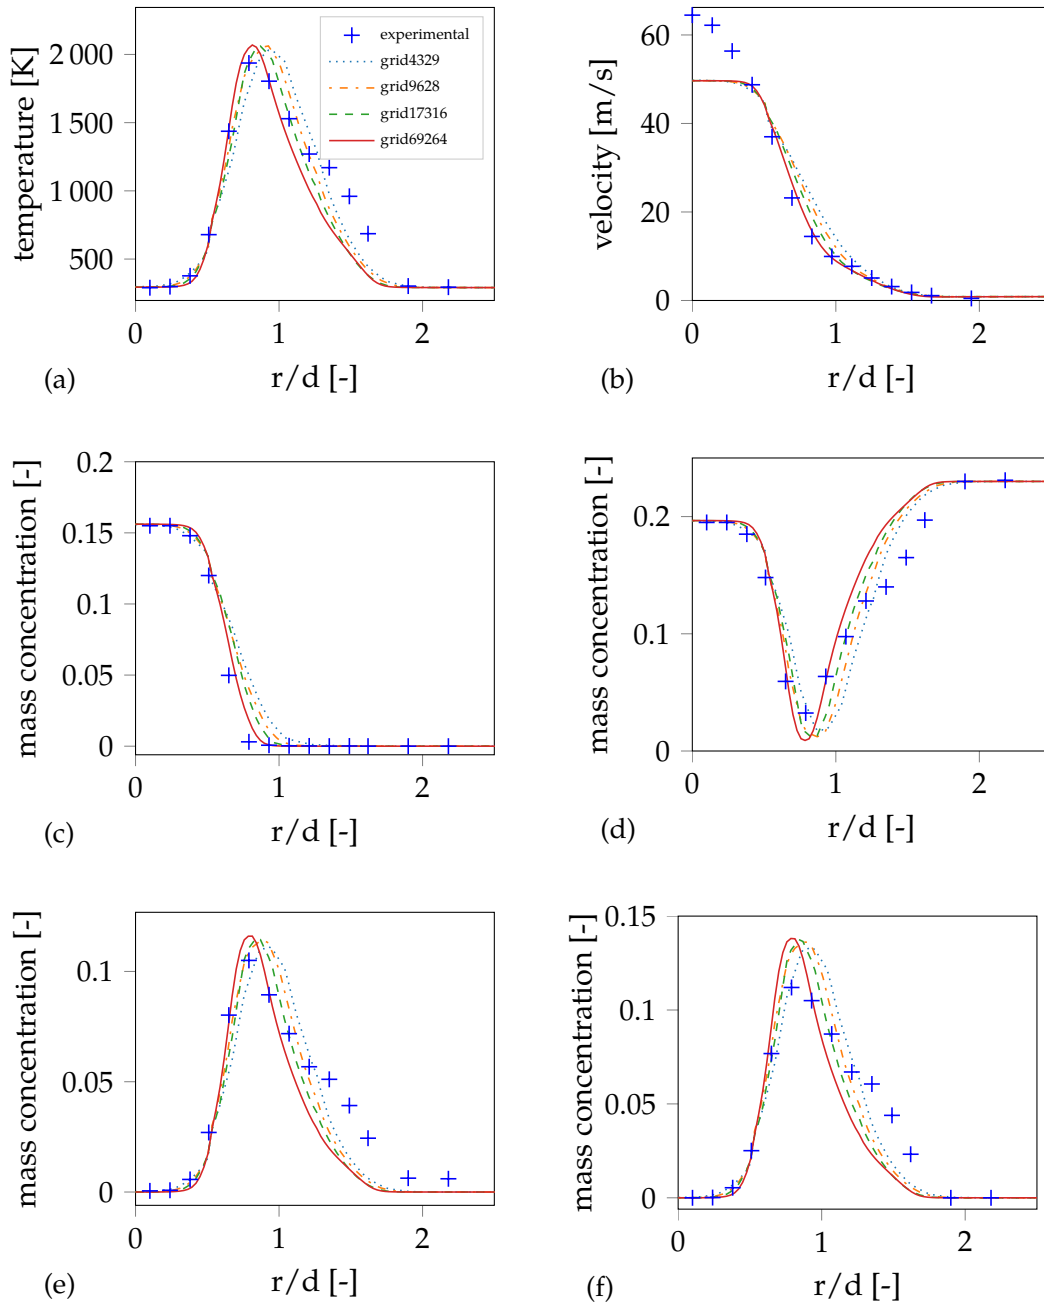 temperature [K]
2 000
1 500
1 000
500
experimental
grid4329
grid9628
grid17316
grid69264
0
1
2
r/d [-]
(a)
velocity [m/s]
60
40
20
0
0
1
2
r/d [-]
(b)
mass concentration [-]
0.2
0.15
0.1
0.05
0
0
1
2
r/d [-]
(c)
mass concentration [-]
0.2
0.1
0
0
1
2
r/d [-]
(d)
mass concentration [-]
0.1
0.05
0
0
1
2
r/d [-]
(e)
mass concentration [-]
0.15
0.1
0.05
0
0
1
2
r/d [-]
(f)